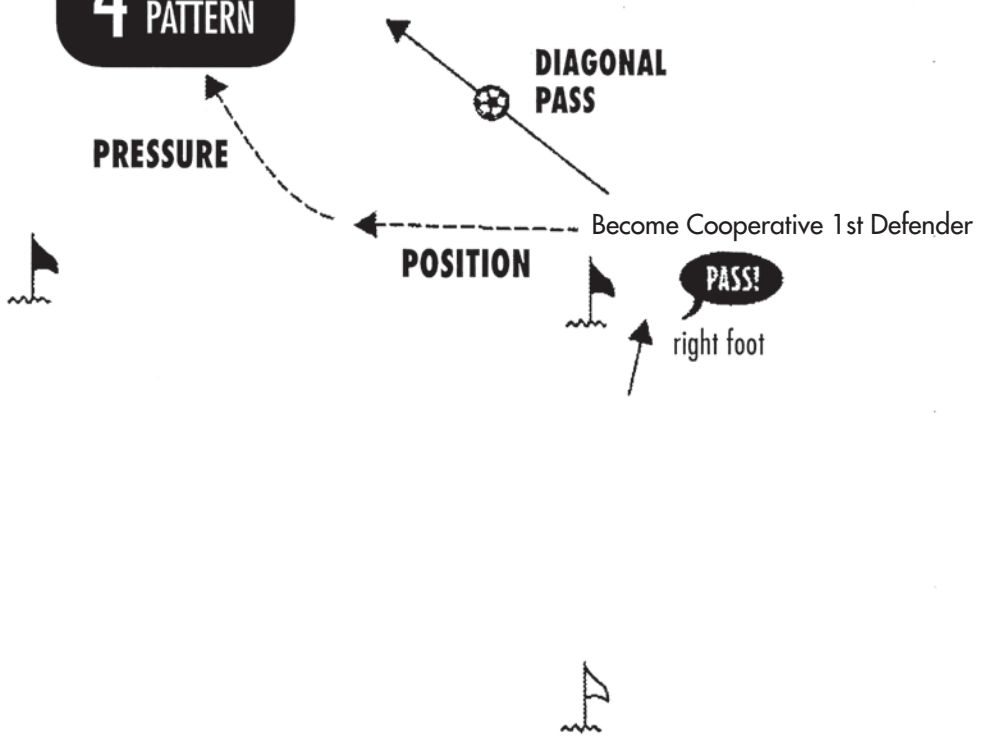 4 PATTERN
DIAGONAL
PASS
PRESSURE
Become Cooperative 1st Defender
POSITION
PASS!
right foot